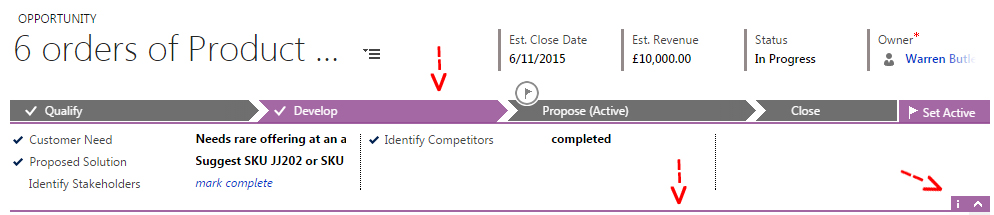 OPPORTUNITY
6 orders of Product ...
Est. Close Date
6/11/2015
Est. Revenue
£10,000.00
Status
In Progress
Owner*
Warren
Qualify
Develop
Propose (Active)
Close
Set Active
Customer Need
Needs rare offering at an a
Proposed Solution
Suggest SKU JJ202 or SKU
Identify Stakeholders
mark complete
Identify Competitors
completed
i